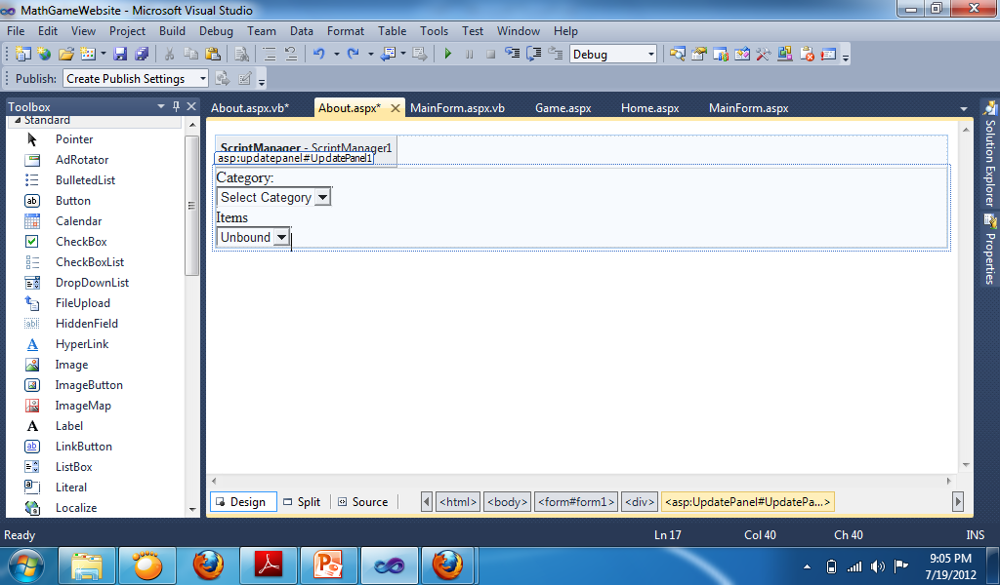 MathGameWebsite - Microsoft Visual Studio
File Edit View Project Build Debug Team Data Format Table Tools Test Window Help
Debug
Publish: Create Publish Settings
Toolbox
About.aspx.vb* About.aspx* MainForm.aspx.vb Game.aspx Home.aspx MainForm.aspx
Standard
Pointer
AdRotator
BulletedList
Button
Calendar
CheckBox
CheckBoxList
DropDownList
FileUpload
HiddenField
HyperLink
Image
ImageButton
ImageMap
Label
LinkButton
ListBox
Literal
Localize
ScriptManager - ScriptManager1
asp:updatepanel#UpdatePanel1
Category:
Select Category
Items
Unbound
Solution Explorer
Properties
Design Split Source <html> <body> <form#form1> <div> <asp:UpdatePanel#UpdatePa...>
Ready Ln 17 Col 40 Ch 40 INS
9:05 PM
7/19/2012